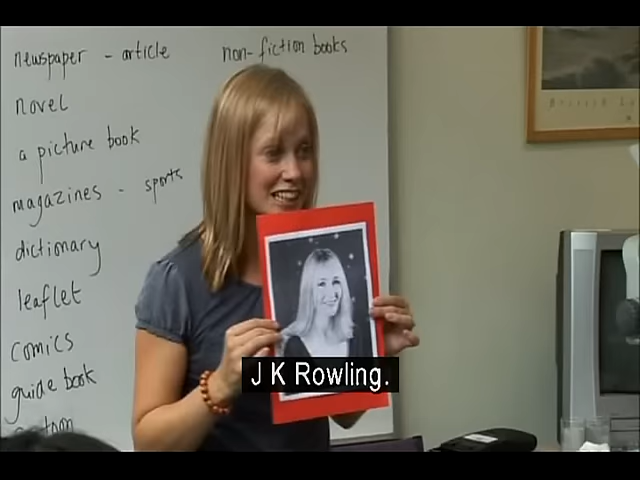 newspaper - article
non-fiction books
novel
a picture book
magazines - sports
dictionary
leaflet
comics
guide book
J K Rowling.